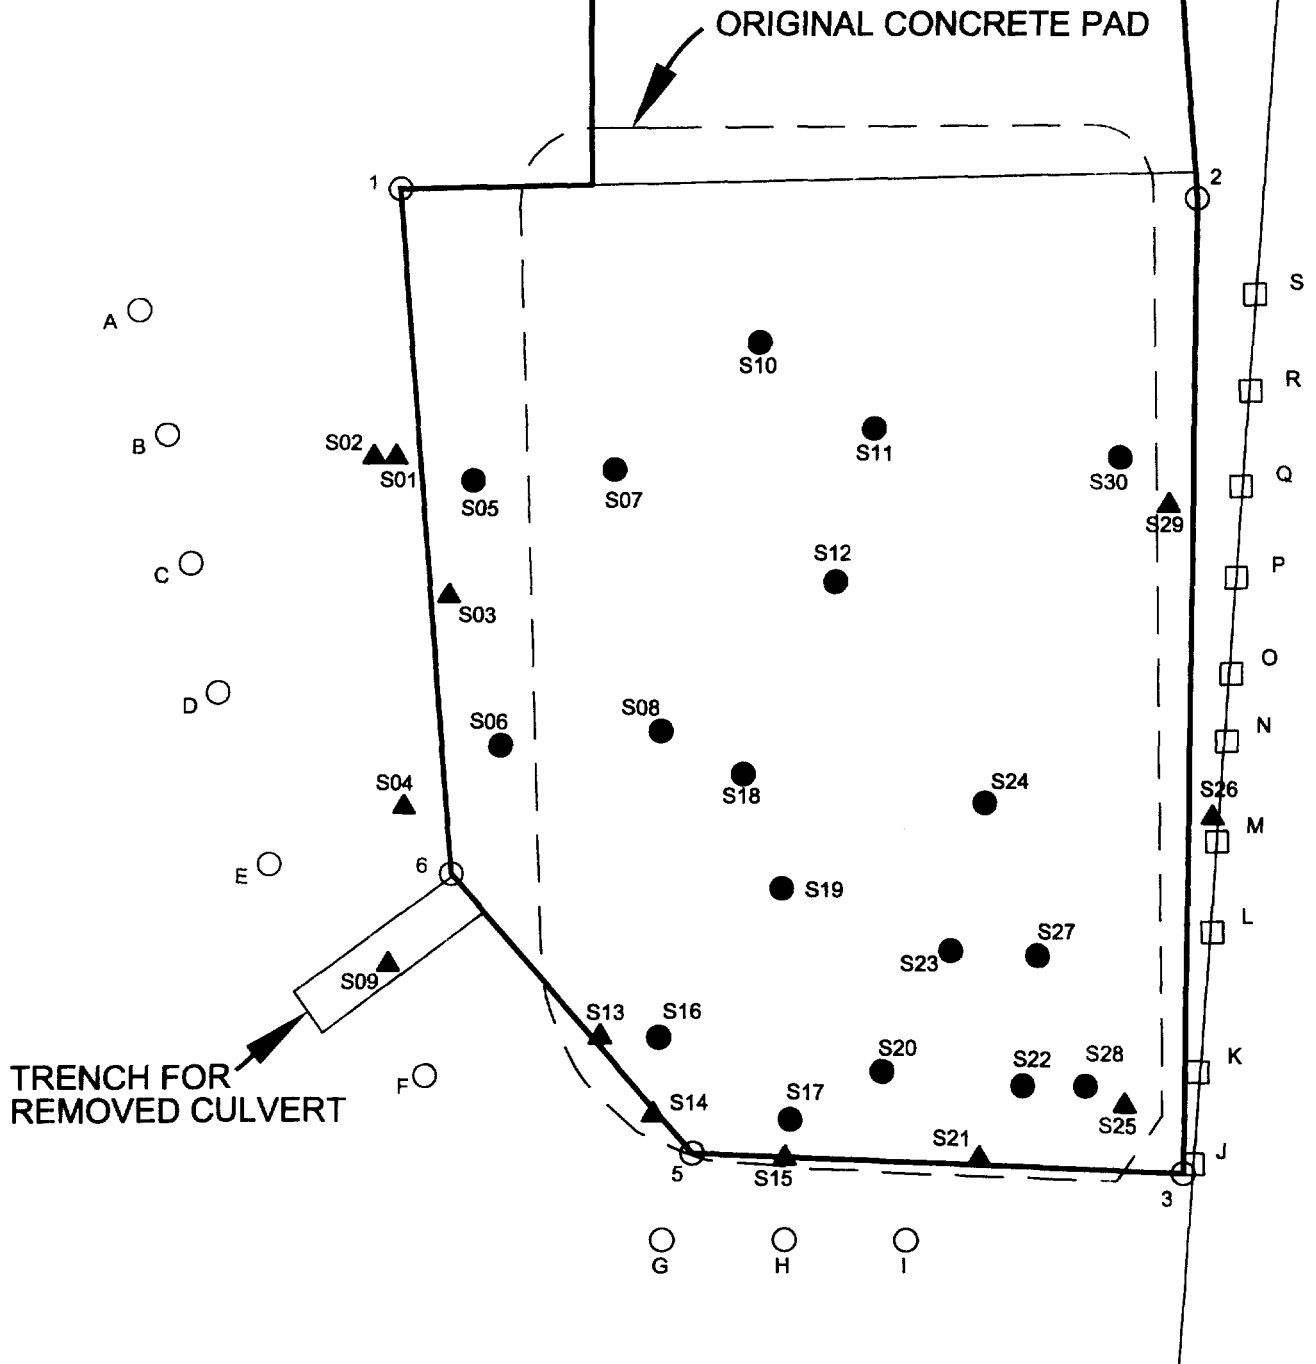 ORIGINAL CONCRETE PAD
1
2
S
A
S10
R
B
S02
S01
S11
S30
Q
S05
S07
S29
S12
P
C
S03
O
D
S06
S08
N
S04
S18
S24
S26
M
6
E
S19
L
S23
S27
S09
S13
S16
S20
K
TRENCH FOR
REMOVED CULVERT
F
S22
S28
S14
S17
S25
S21
J
5
S15
3
G
H
I